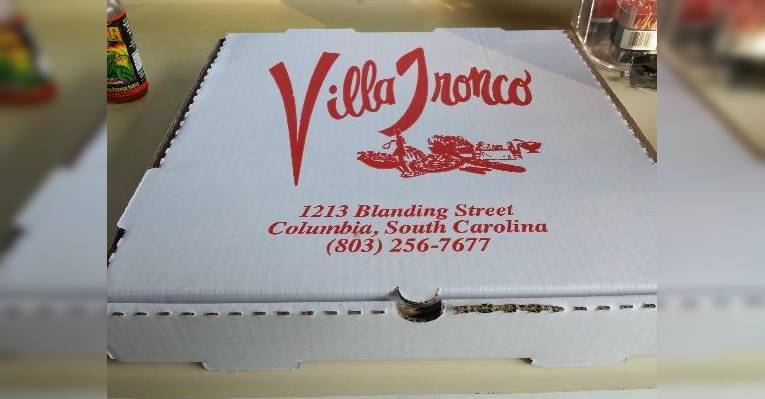 Villa Tronco
1213 Blanding Street
Columbia, South Carolina
(803) 256-7677